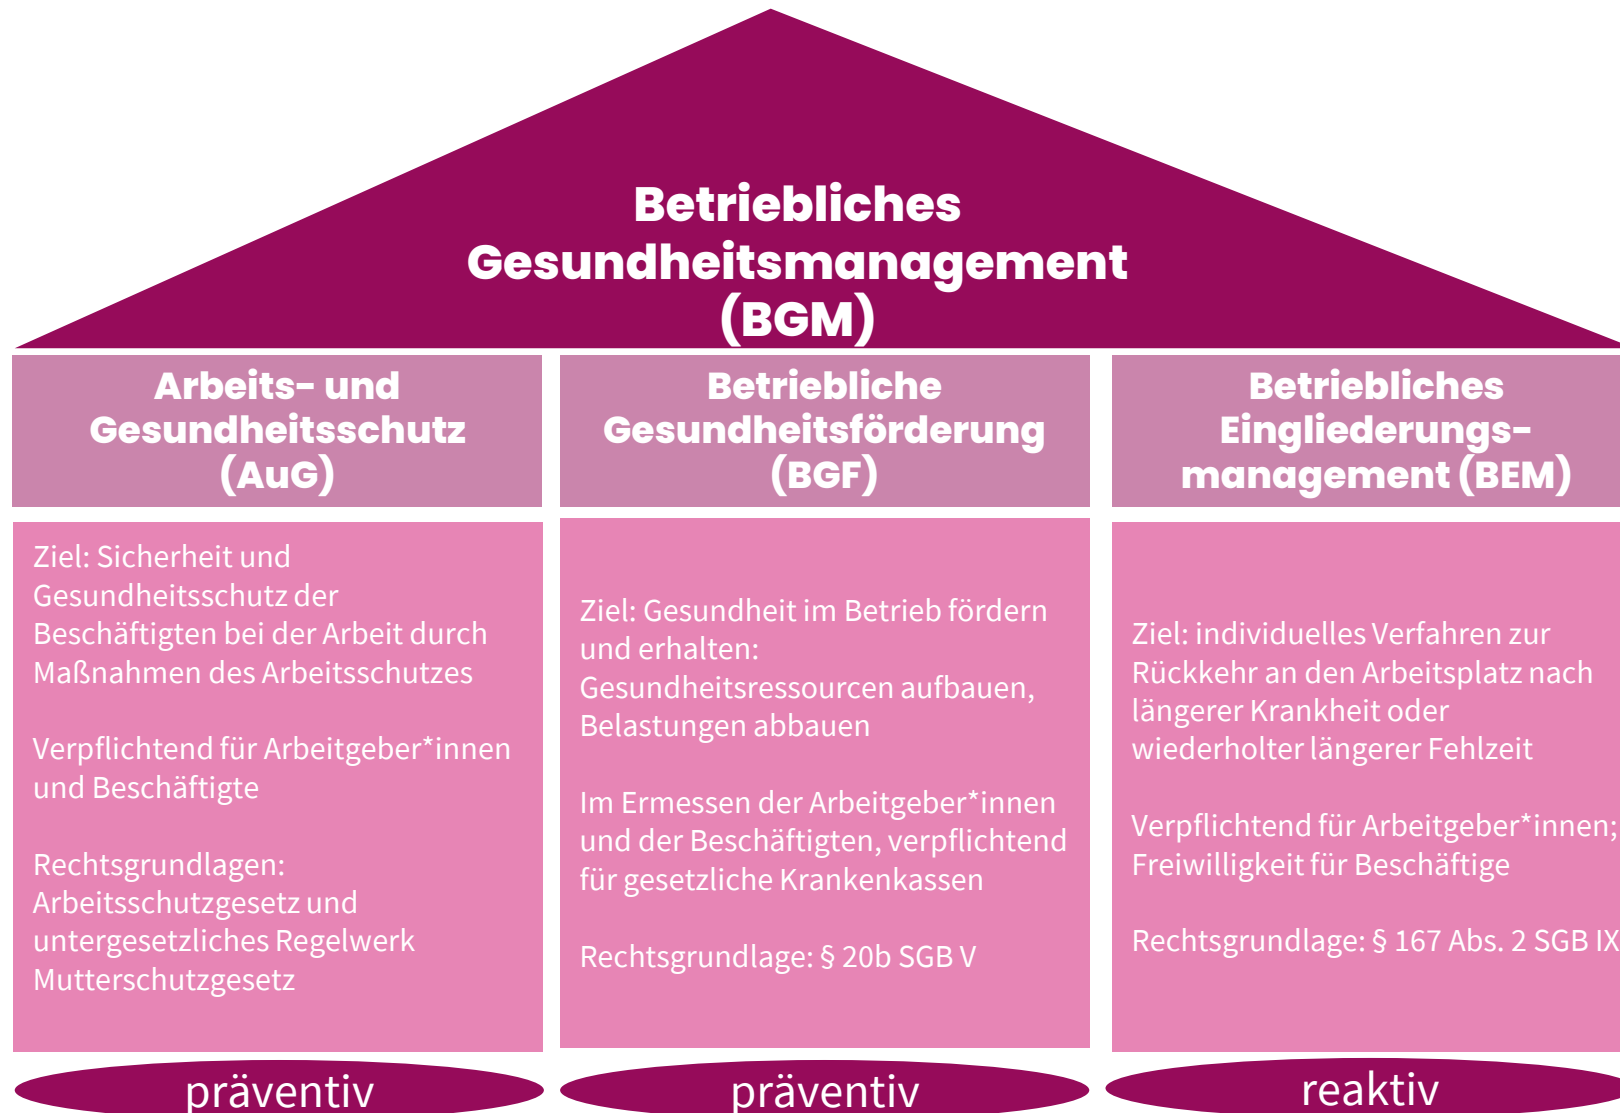 Betriebliches
Gesundheitsmanagement
(BGM)
Arbeits- und
Gesundheitsschutz
(AuG)
Ziel: Sicherheit und
Gesundheitsschutz der
Beschäftigten bei der Arbeit durch
Maßnahmen des Arbeitsschutzes
Verpflichtend für Arbeitgeber*innen
und Beschäftigte
Rechtsgrundlagen:
Arbeitsschutzgesetz und
untergesetzliches Regelwerk
Mutterschutzgesetz
präventiv
Betriebliche
Gesundheitsförderung
(BGF)
Ziel: Gesundheit im Betrieb fördern
und erhalten:
Gesundheitsressourcen aufbauen,
Belastungen abbauen
Im Ermessen der Arbeitgeber*innen
und der Beschäftigten, verpflichtend
für gesetzliche Krankenkassen
Rechtsgrundlage: § 20b SGB V
präventiv
Betriebliches
Eingliederungs-
management (BEM)
Ziel: individuelles Verfahren zur
Rückkehr an den Arbeitsplatz nach
längerer Krankheit oder
wiederholter längerer Fehlzeit
Verpflichtend für Arbeitgeber*innen;
Freiwilligkeit für Beschäftige
Rechtsgrundlage: § 167 Abs. 2 SGB IX
reaktiv